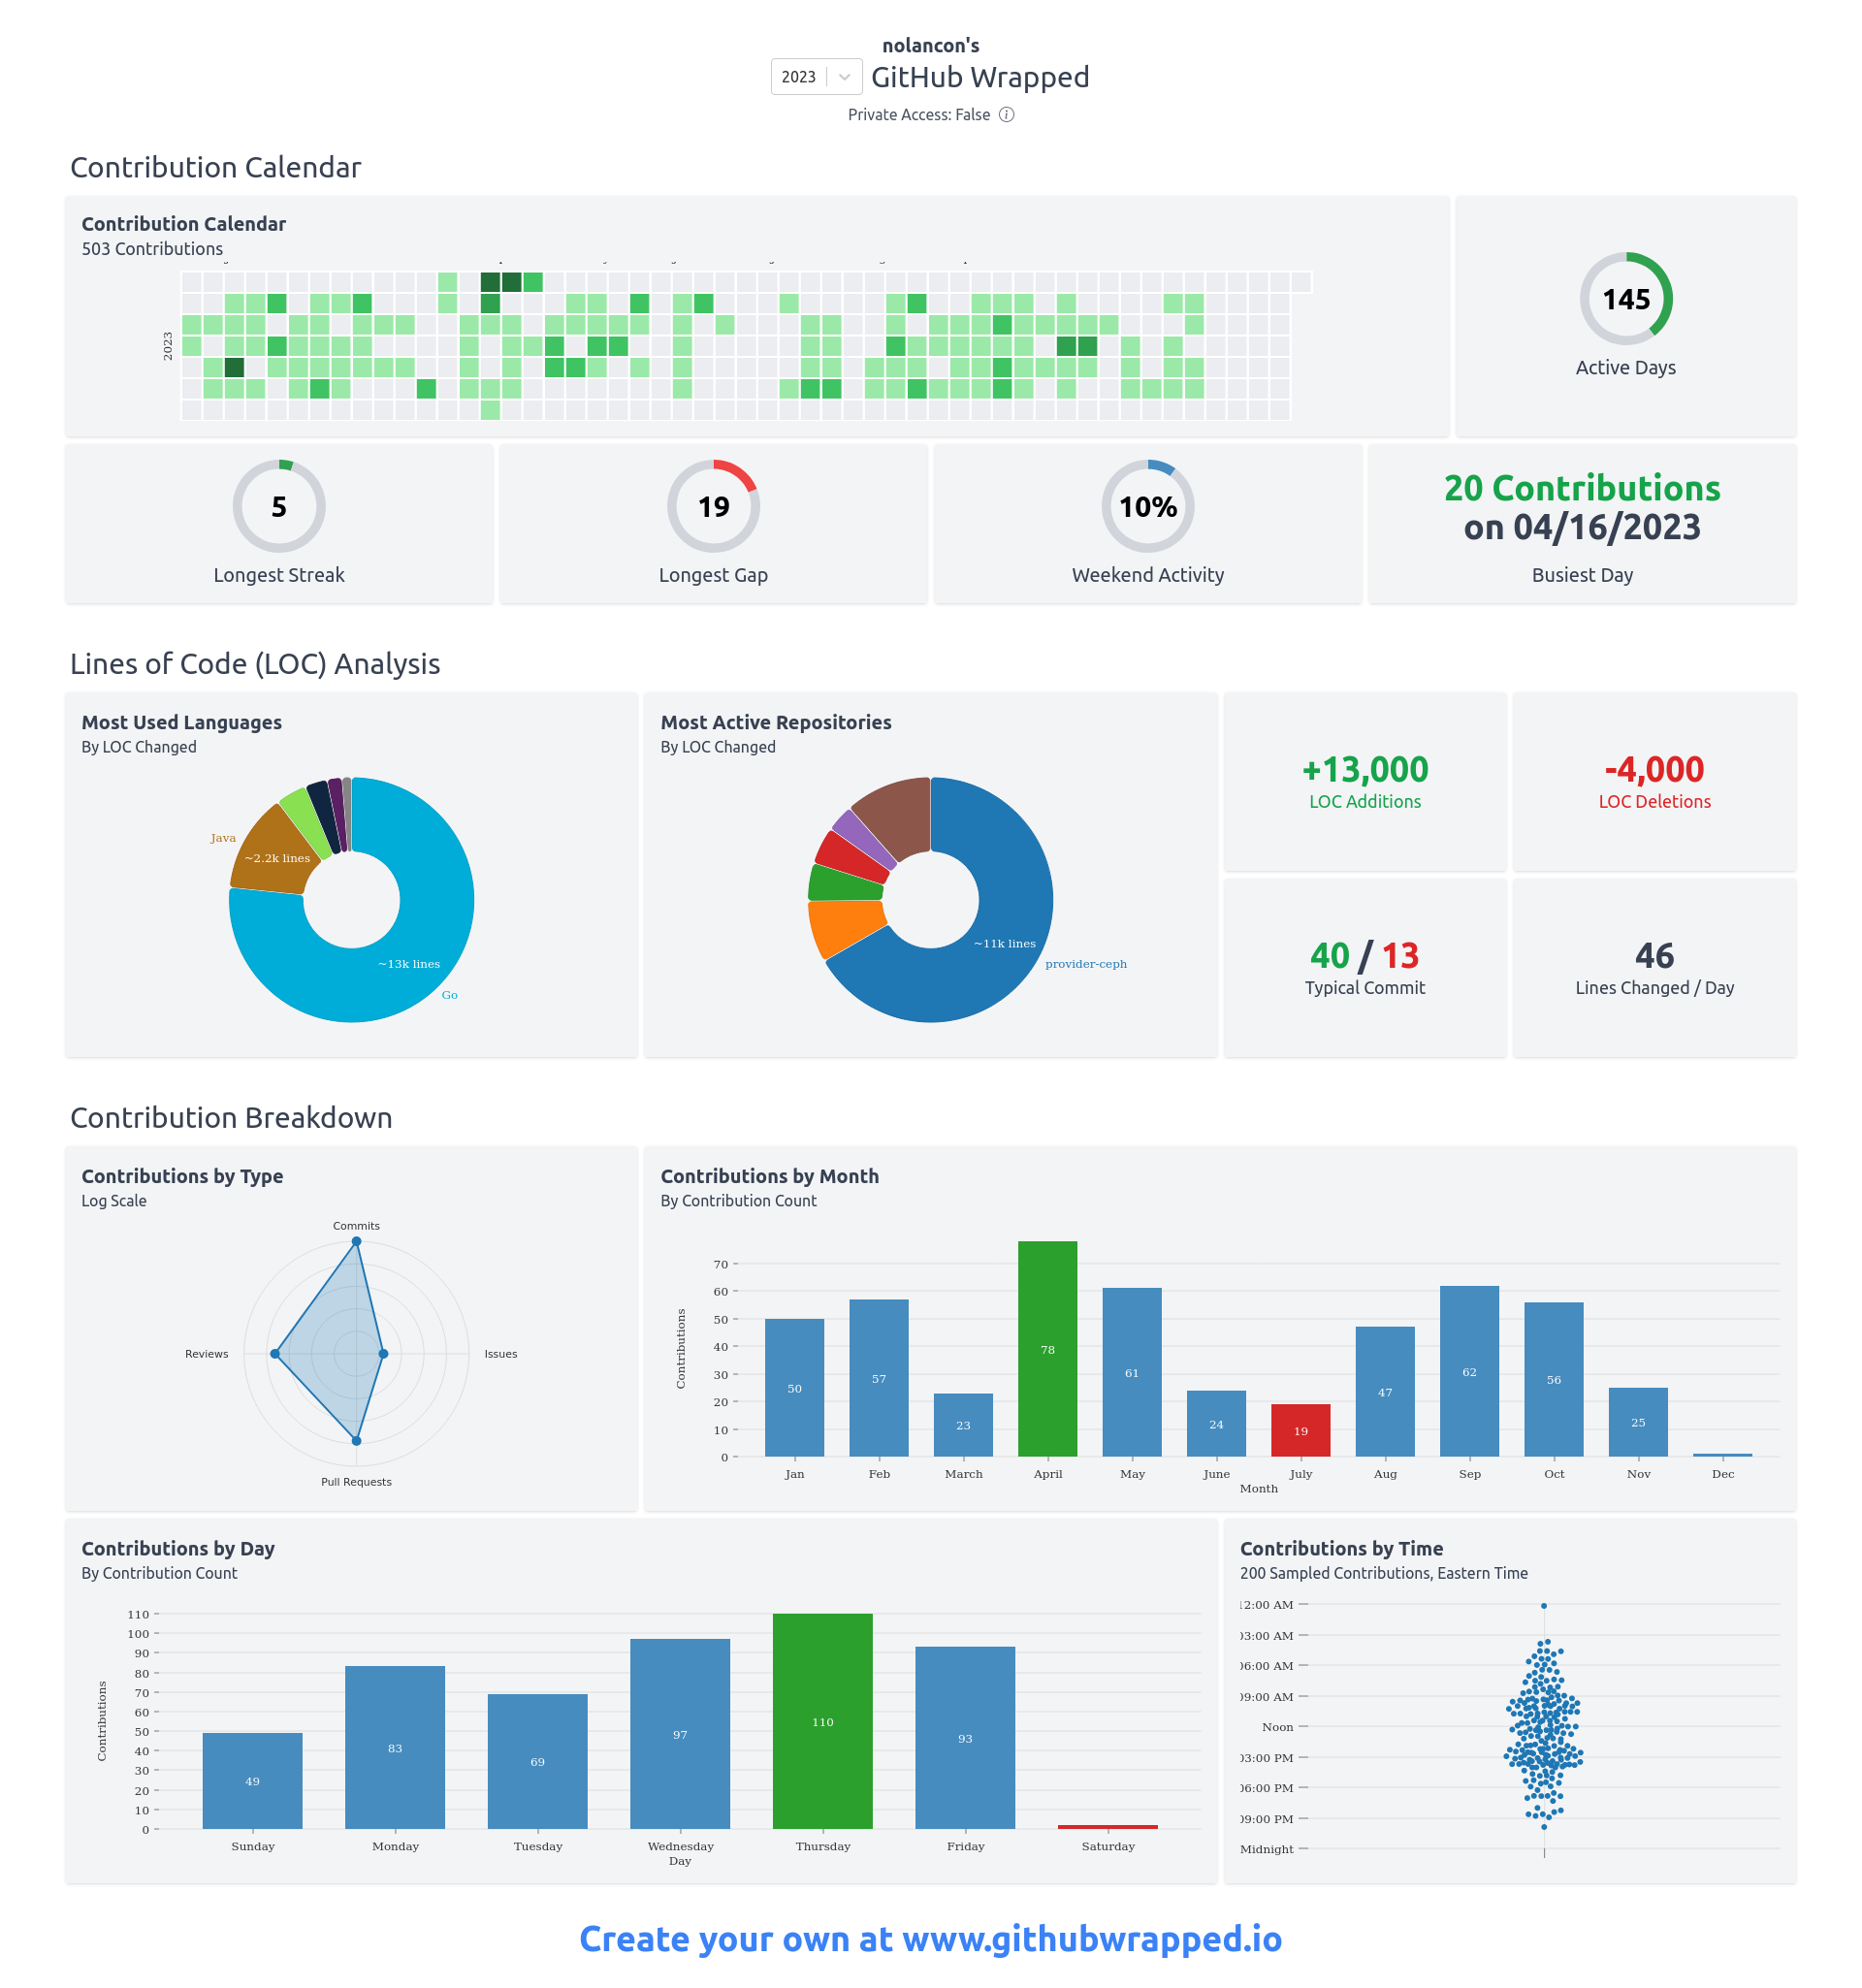 nolancon's
2023 GitHub Wrapped
Private Access: False
Contribution Calendar
Contribution Calendar
503 Contributions
2023
145
Active Days
5
Longest Streak
19
Longest Gap
10%
Weekend Activity
20 Contributions
on 04/16/2023
Busiest Day
Lines of Code (LOC) Analysis
Most Used Languages
By LOC Changed
Java
~2.2k lines
~13k lines
Go
Most Active Repositories
By LOC Changed
~11k lines
provider-ceph
+13,000
LOC Additions
-4,000
LOC Deletions
40 / 13
Typical Commit
46
Lines Changed / Day
Contribution Breakdown
Contributions by Type
Log Scale
Commits
Reviews
Issues
Pull Requests
Contributions by Month
By Contribution Count
Contributions
70
60
50
40
30
20
10
0
50
57
23
78
61
24
19
47
62
56
25
Jan Feb March April May June July Aug Sep Oct Nov Dec
Month
Contributions by Day
By Contribution Count
Contributions
110
100
90
80
70
60
50
40
30
20
10
0
49
83
69
97
110
93
Sunday Monday Tuesday Wednesday Thursday Friday Saturday
Day
Contributions by Time
200 Sampled Contributions, Eastern Time
12:00 AM
03:00 AM
06:00 AM
09:00 AM
Noon
03:00 PM
06:00 PM
09:00 PM
Midnight
Create your own at www.githubwrapped.io